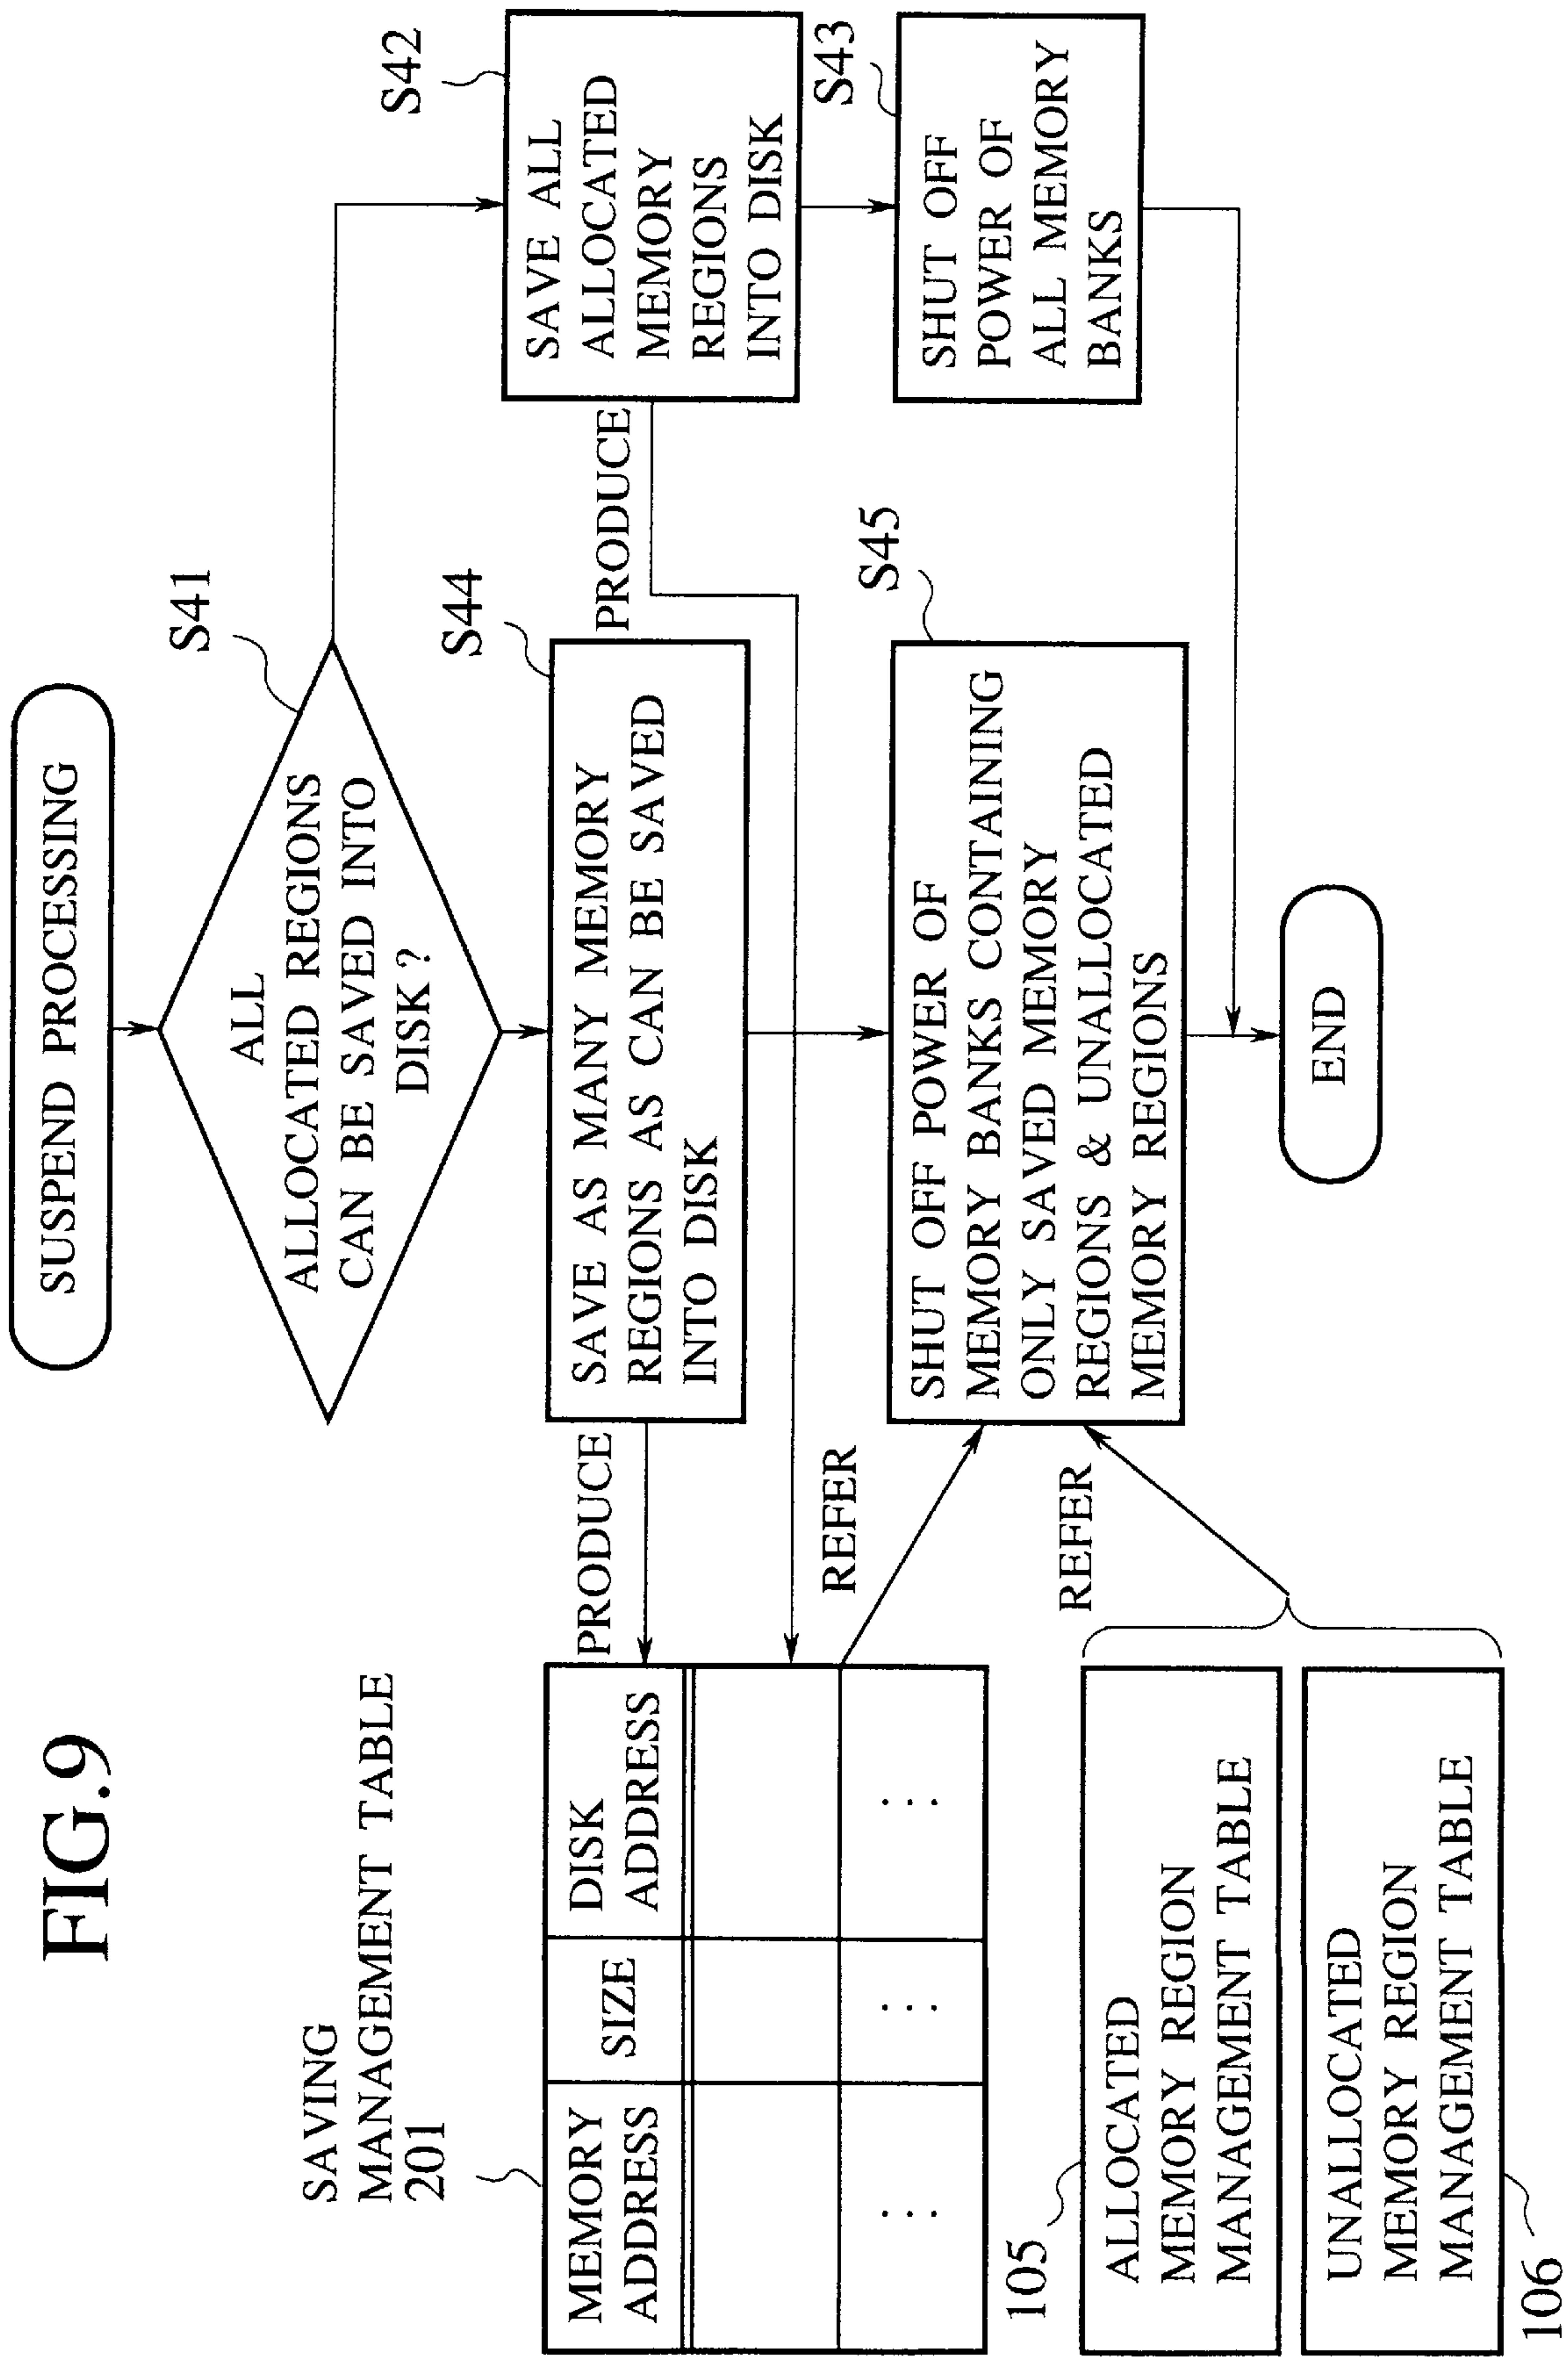 FIG.9
SUSPEND PROCESSING
S41
ALL
ALLOCATED REGIONS
CAN BE SAVED INTO
DISK ?
S42
SAVE ALL
ALLOCATED
MEMORY
REGIONS
INTO DISK
S43
SHUT OFF
POWER OF
ALL MEMORY
BANKS
S44
SAVE AS MANY MEMORY
REGIONS AS CAN BE SAVED
INTO DISK
PRODUCE
PRODUCE
S45
SHUT OFF POWER OF
MEMORY BANKS CONTAINING
ONLY SAVED MEMORY
REGIONS & UNALLOCATED
MEMORY REGIONS
END
REFER
REFER
SAVING
MANAGEMENT TABLE
201
MEMORY
ADDRESS
SIZE
DISK
ADDRESS
...
...
...
105
ALLOCATED
MEMORY REGION
MANAGEMENT TABLE
UNALLOCATED
MEMORY REGION
MANAGEMENT TABLE
106